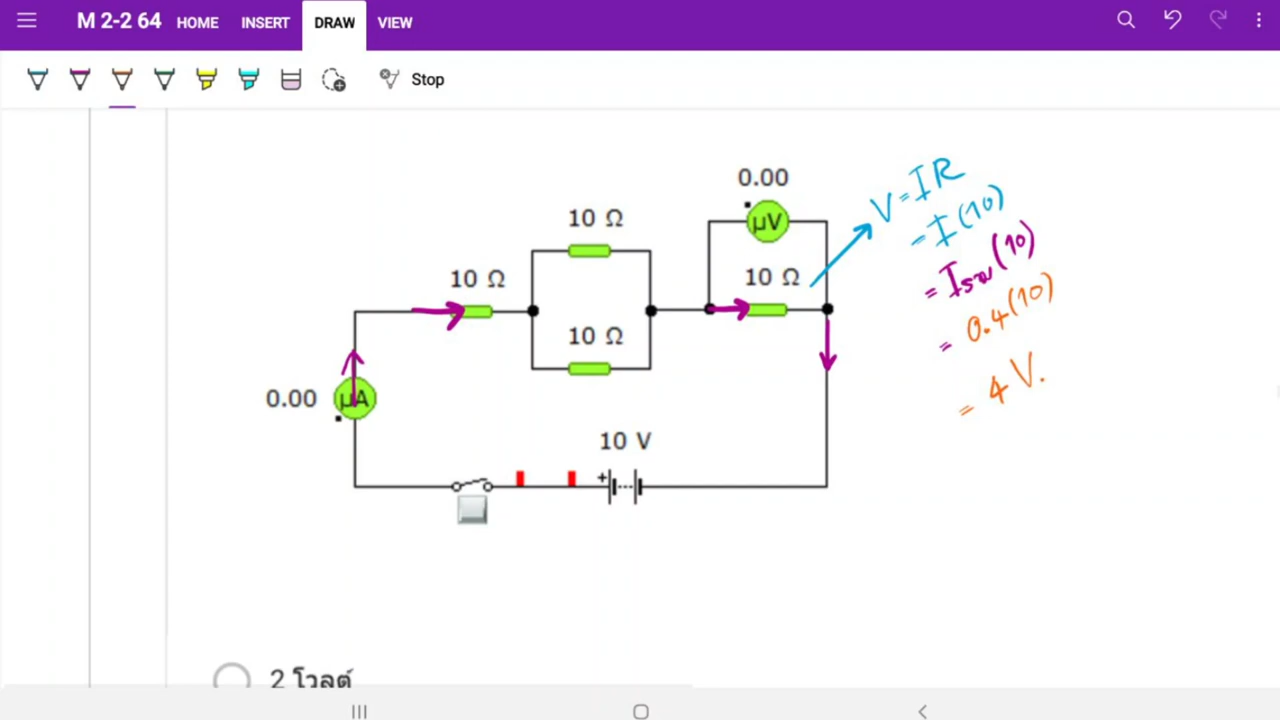 M 2-2 64 HOME INSERT DRAW VIEW
Stop
0.00
μV
10 Ω
10 Ω
10 Ω
10 Ω
0.00 μA
10 V
+
V = IR
= I (10)
= Iรวม (10)
= 0.4 (10)
= 4 V.
2 โวลต์